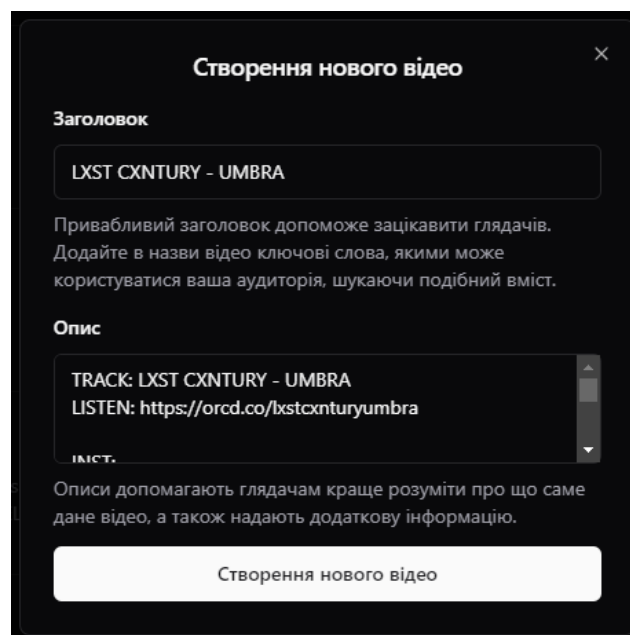 Створення нового відео
Заголовок
LXST CXNTURY - UMBRA
Привабливий заголовок допоможе зацікавити глядачів.
Додайте в назви відео ключові слова, якими може
користуватися ваша аудиторія, шукаючи подібний вміст.
Опис
TRACK: LXST CXNTURY - UMBRA
LISTEN: https://orcd.co/lxstcxnturyumbra
INST:
Описи допомагають глядачам краще розуміти про що саме
дане відео, а також надають додаткову інформацію.
Створення нового відео